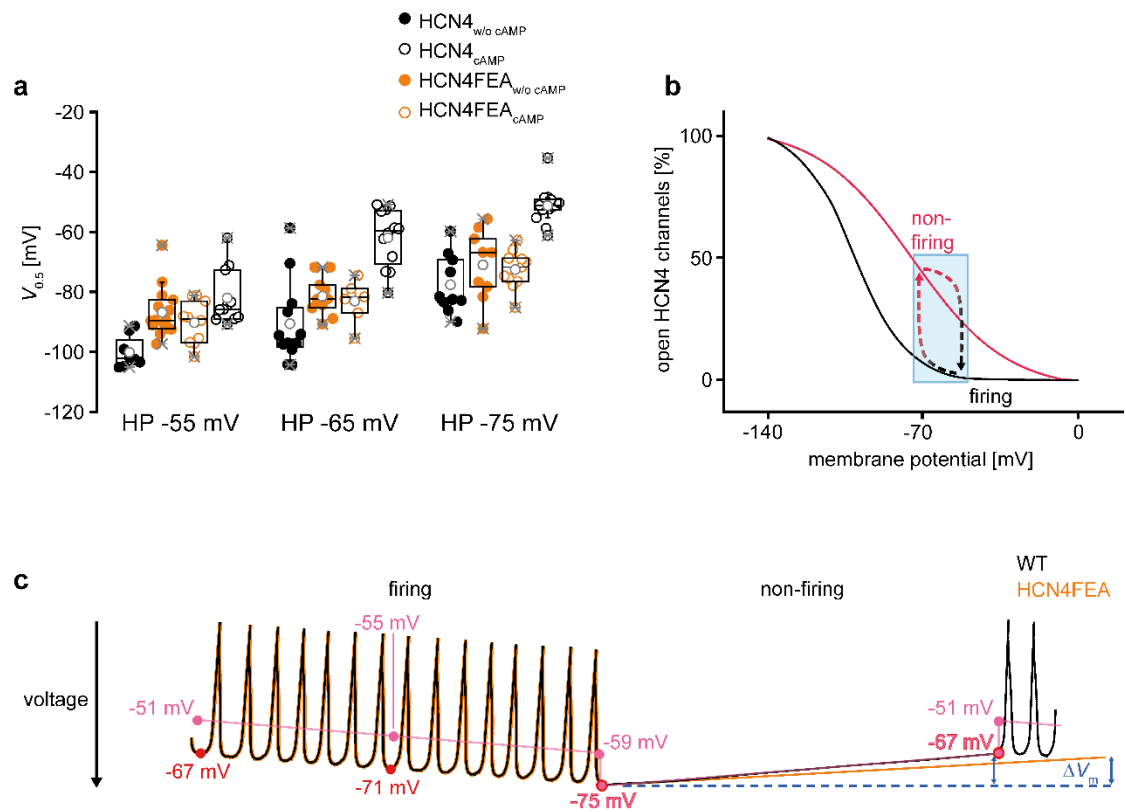 HCN4w/o cAMP
HCN4cAMP
HCN4FEAw/o cAMP
HCN4FEAcAMP
a
V0.5 [mV]
-20
-40
-60
-80
-100
-120
HP -55 mV
HP -65 mV
HP -75 mV
b
open HCN4 channels [%]
100
50
0
non-
firing
firing
-140
-70
0
membrane potential [mV]
c
firing
non-firing
WT
HCN4FEA
voltage
-55 mV
-51 mV
-59 mV
-67 mV
-71 mV
-75 mV
-51 mV
-67 mV
ΔVm